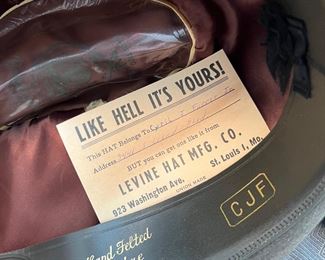 LIKE HELL IT'S YOURS!
This HAT Belongs To
Address
BUT you can get one like is from
LEVINE HAT MFG. CO.
923 Washington Ave, St. Louis 1, Mo.
UNION MADE
CJF
Hand Felted